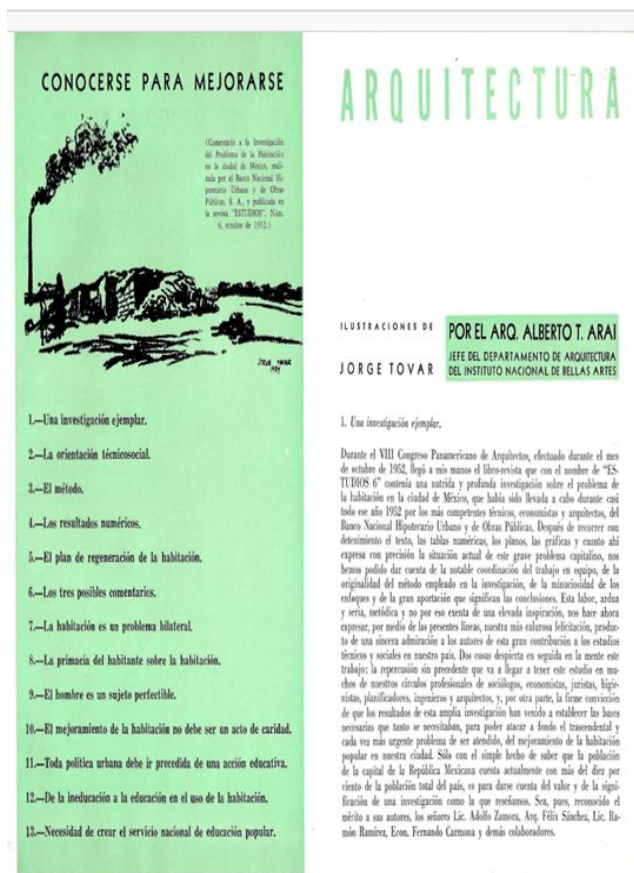 CONOCERSE PARA MEJORARSE
(Comentario a la Investigación
del Problema de la Habitación
en la ciudad de México, reali-
zada por el Banco Nacional Hi-
potecario Urbano y de Obras
Públicas, S. A., y publicada en
la revista "ESTUDIOS", Núm.
6, octubre de 1952.)
JORGE TOVAR
1.—Una investigación ejemplar.
2.—La orientación técnicosocial.
3.—El método.
4.—Los resultados numéricos.
5.—El plan de regeneración de la habitación.
6.—Los tres posibles comentarios.
7.—La habitación es un problema bilateral.
8.—La primacía del habitante sobre la habitación.
9.—El hombre es un sujeto perfectible.
10.—El mejoramiento de la habitación no debe ser un acto de caridad.
11.—Toda política urbana debe ir precedida de una acción educativa.
12.—De la ineducación a la educación en el uso de la habitación.
13.—Necesidad de crear el servicio nacional de educación popular.
ARQUITECTURA
ILUSTRACIONES DE
JORGE TOVAR
POR EL ARQ. ALBERTO T. ARAI
JEFE DEL DEPARTAMENTO DE ARQUITECTURA
DEL INSTITUTO NACIONAL DE BELLAS ARTES
1. Una investigación ejemplar.
Durante el VIII Congreso Panamericano de Arquitectos, efectuado durante el mes
de octubre de 1952, llegó a mis manos el libro-revista que con el nombre de "ES-
TUDIOS 6" contenía una nutrida y profunda investigación sobre el problema de
la habitación en la ciudad de México, que había sido llevada a cabo durante casi
todo ese año 1952 por los más competentes técnicos, economistas y arquitectos, del
Banco Nacional Hipotecario Urbano y de Obras Públicas. Después de recorrer con
detenimiento el texto, las tablas numéricas, los planos, las gráficas y cuanto ahí
expresa con precisión la situación actual de este grave problema capitalino, nos
hemos podido dar cuenta de la notable coordinación del trabajo en equipo, de la
originalidad del método empleado en la investigación, de la minuciosidad de los
enfoques y de la gran aportación que significan las conclusiones. Esta labor, ardua
y seria, metódica y no por eso exenta de una elevada inspiración, nos hace ahora
expresar, por medio de las presentes líneas, nuestra más calurosa felicitación, produc-
to de una sincera admiración a los autores de esta gran contribución a los estudios
técnicos y sociales en nuestro país. Dos cosas despierta en seguida en la mente este
trabajo: la repercusión sin precedente que va a llegar a tener este estudio en mu-
chos de nuestros círculos profesionales de sociólogos, economistas, juristas, higie-
nistas, planificadores, ingenieros y arquitectos, y, por otra parte, la firme convicción
de que los resultados de esta amplia investigación han venido a establecer las bases
necesarias que tanto se necesitaban, para poder atacar a fondo el trascendental y
cada vez más urgente problema de ser atendido, del mejoramiento de la habitación
popular en nuestra ciudad. Sólo con el simple hecho de saber que la población
de la capital de la República Mexicana cuenta actualmente con más del diez por
ciento de la población total del país, es para darse cuenta del valor y de la signi-
ficación de una investigación como la que reseñamos. Sea, pues, reconocido el
mérito a sus autores, los señores Lic. Adolfo Zamora, Arq. Félix Sánchez, Lic. Ra-
món Ramírez, Econ. Fernando Carmona y demás colaboradores.